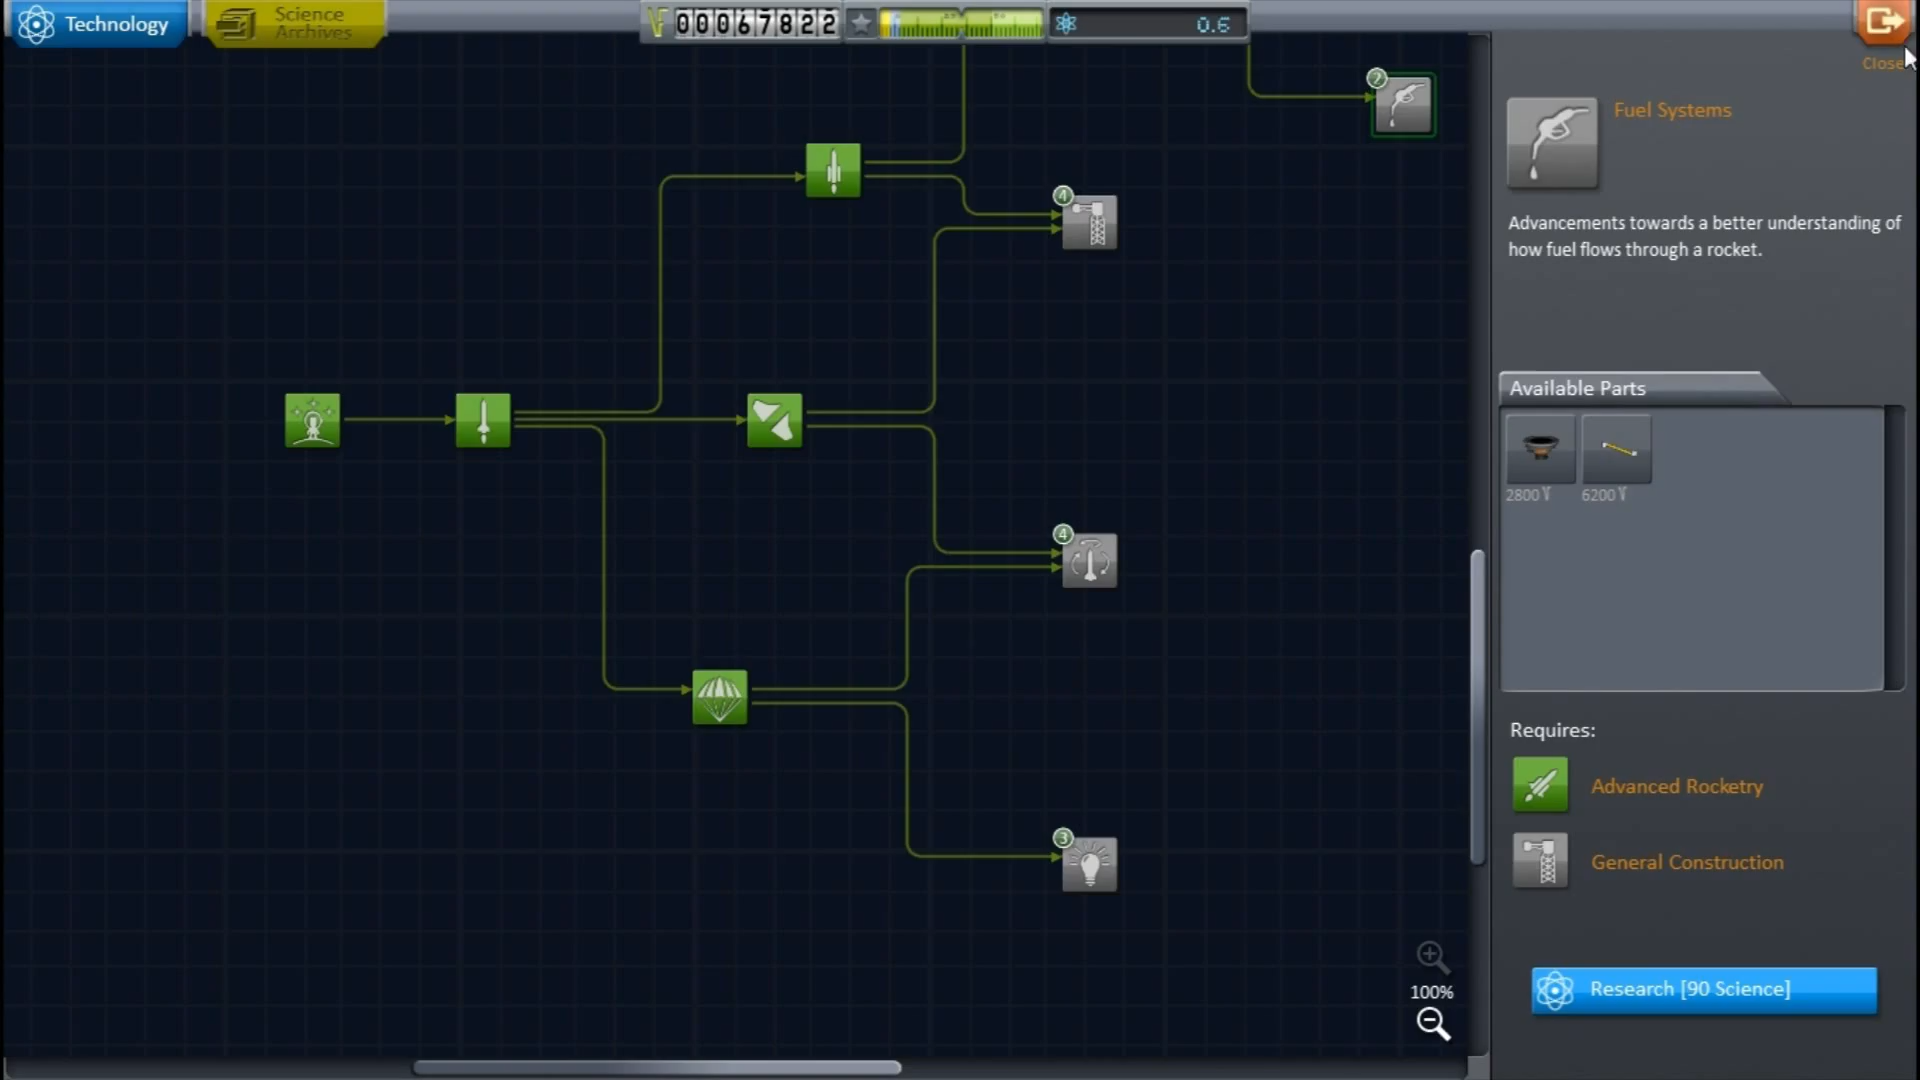 Technology
Science
Archives
00067822
0.6
Close
2
Fuel Systems
4
Advancements towards a better understanding of
how fuel flows through a rocket.
Available Parts
2800
6200
4
Requires:
Advanced Rocketry
3
General Construction
100%
Research [90 Science]